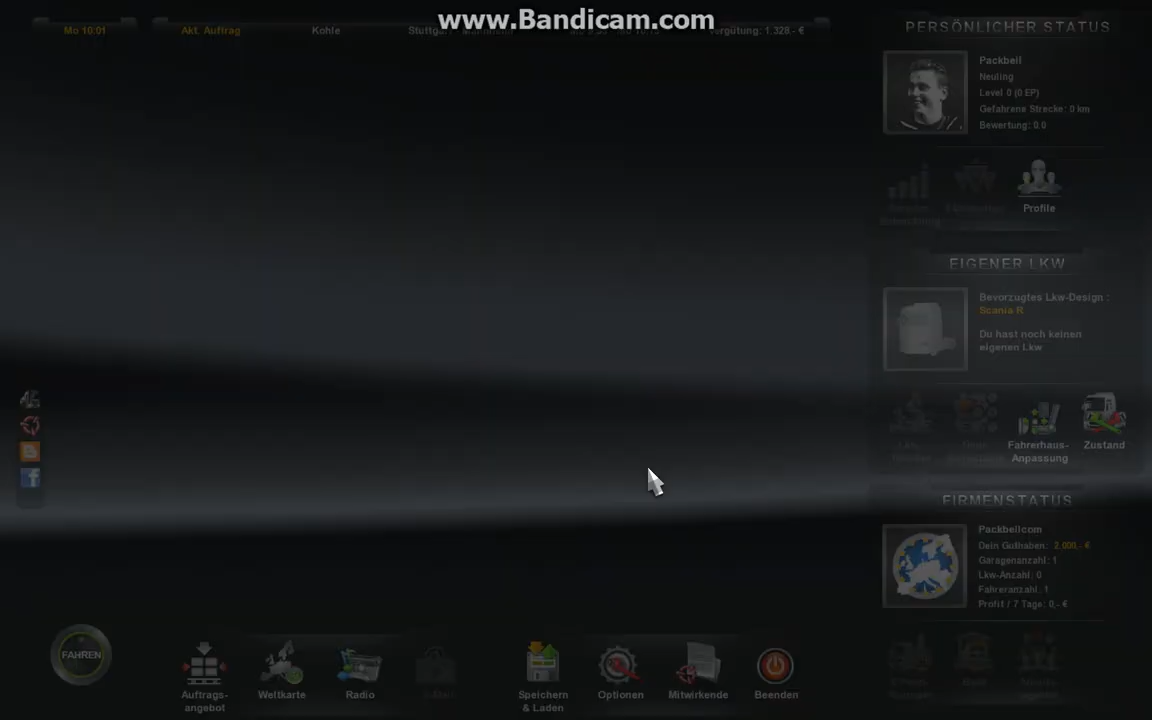 www.Bandicam.com
Mo 10:01
Akt. Auftrag
Kohle
Vergütung: 1.328.- €
PERSÖNLICHER STATUS
Packbell
Neuling
Level 0 (0 EP)
Gefahrene Strecke: 0 km
Bewertung: 0.0
Profile
EIGENER LKW
Bevorzugtes Lkw-Design :
Scania R
Du hast noch keinen
eigenen Lkw
Fahrerhaus-
Anpassung
Zustand
FIRMENSTATUS
Packbellcom
Dein Guthaben: 2.000,- €
Garagenanzahl: 1
Lkw-Anzahl: 0
Fahreranzahl: 1
Profit / 7 Tage: 0,- €
FAHREN
Auftrags-
angebot
Weltkarte
Radio
Speichern
& Laden
Optionen
Mitwirkende
Beenden